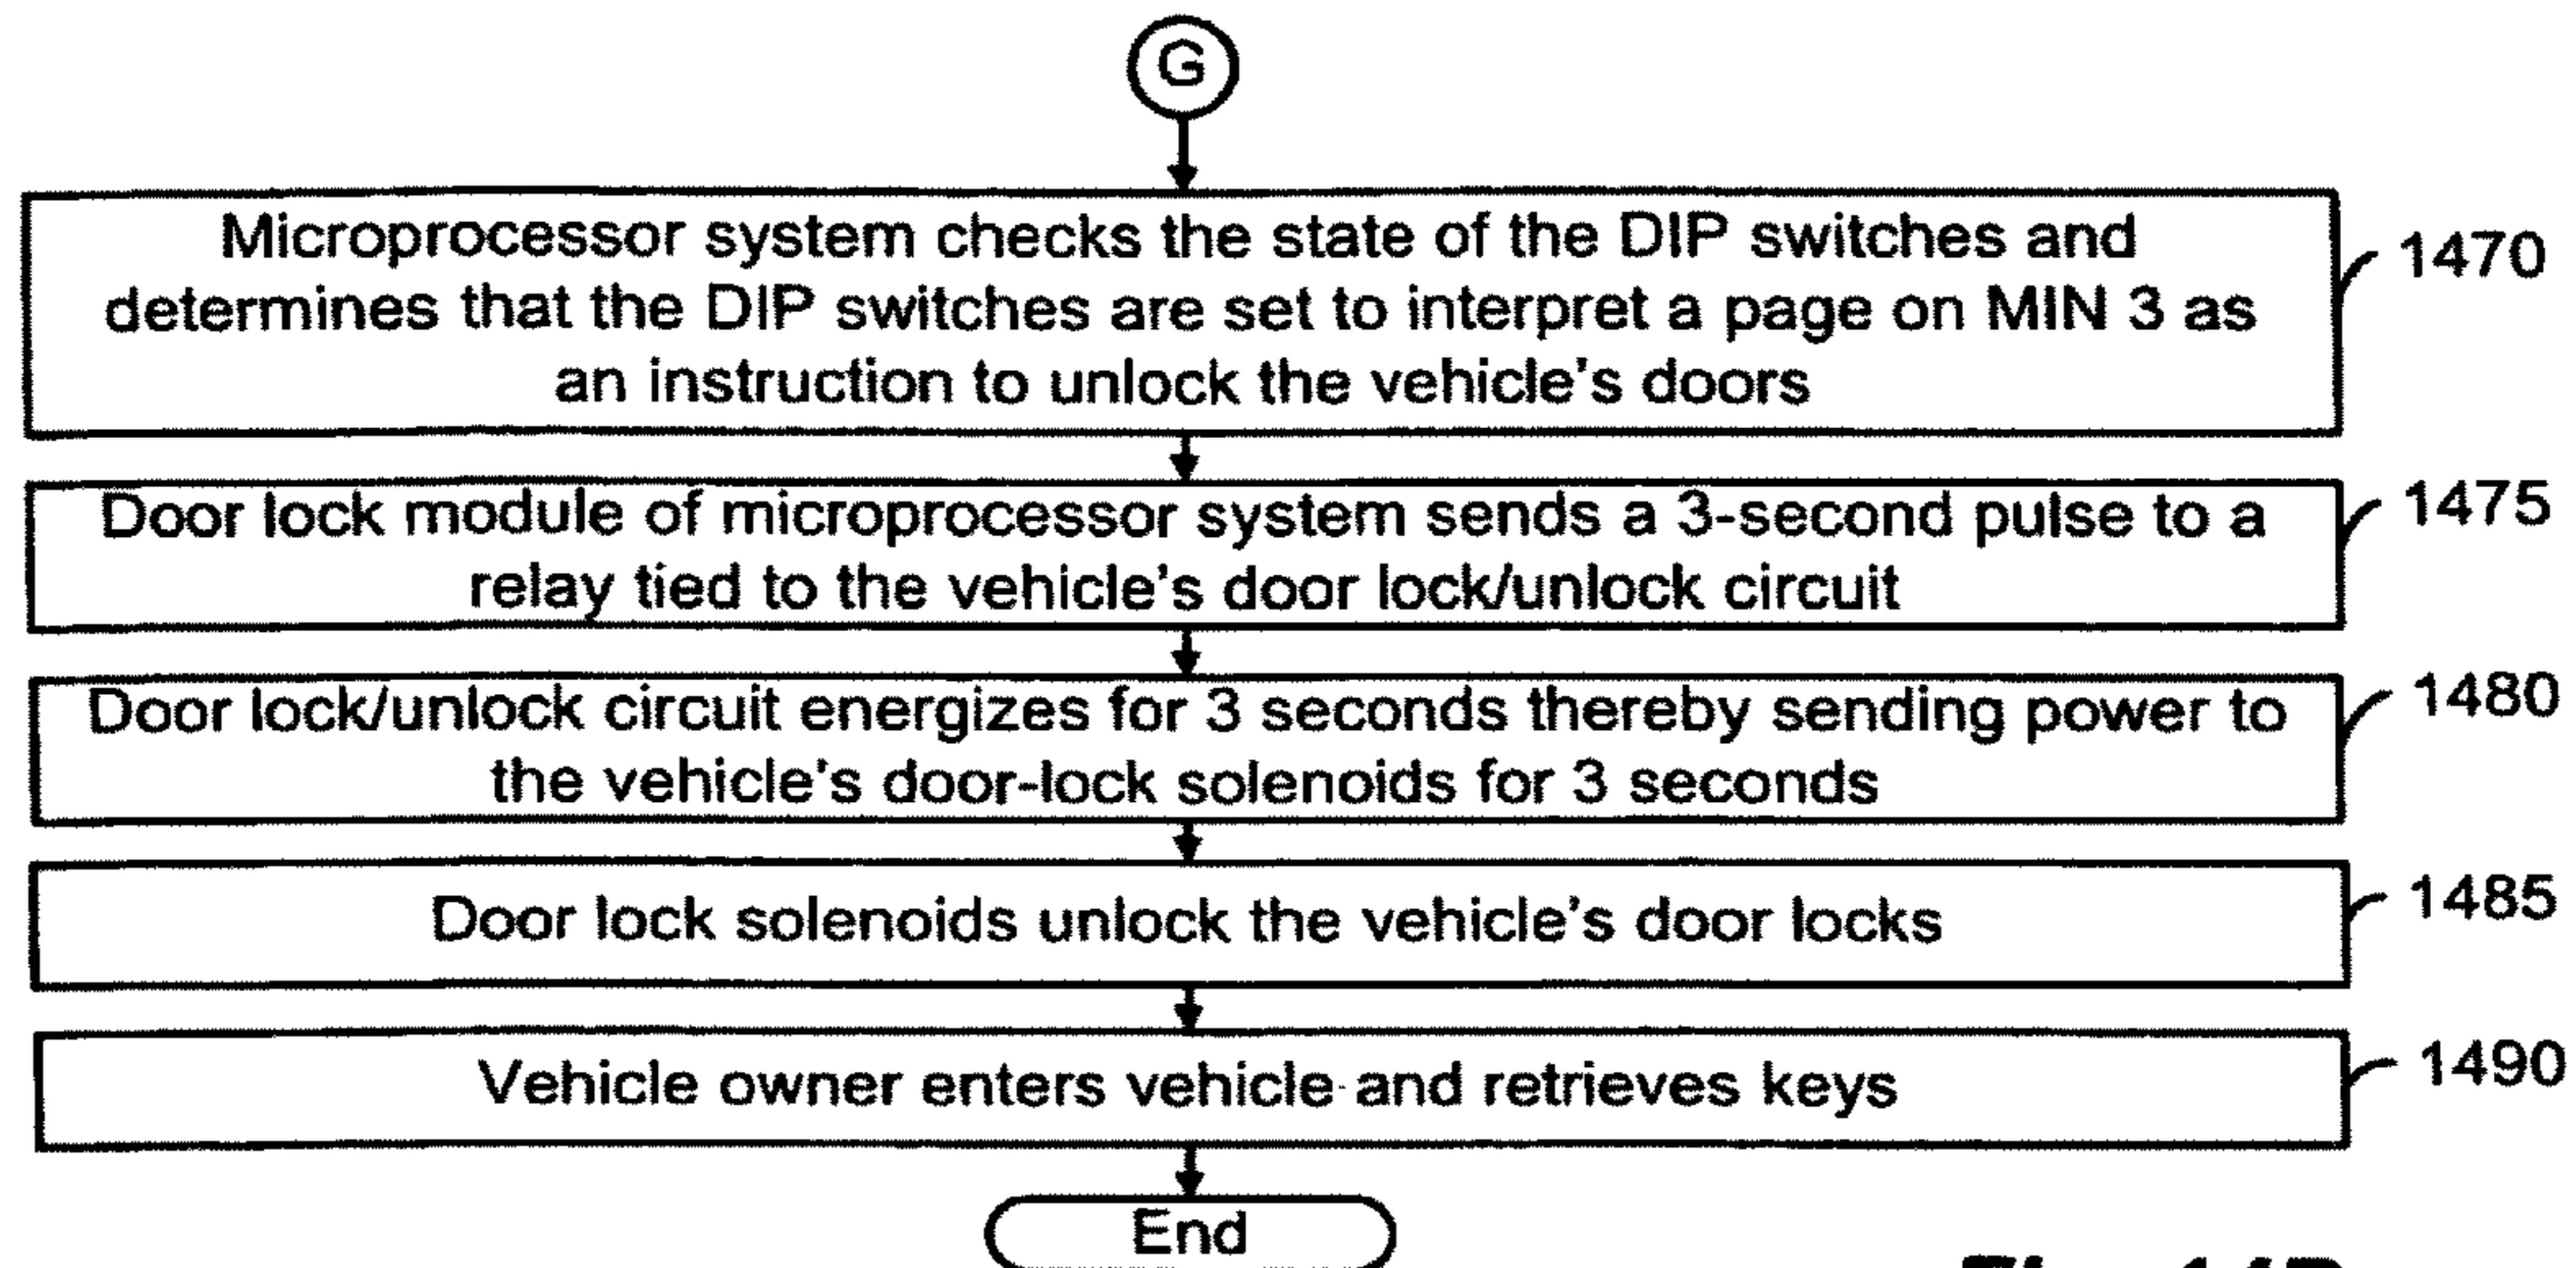 G
Microprocessor system checks the state of the DIP switches and
determines that the DIP switches are set to interpret a page on MIN 3 as
an instruction to unlock the vehicle's doors
1470
Door lock module of microprocessor system sends a 3-second pulse to a
relay tied to the vehicle's door lock/unlock circuit
1475
Door lock/unlock circuit energizes for 3 seconds thereby sending power to
the vehicle's door-lock solenoids for 3 seconds
1480
Door lock solenoids unlock the vehicle's door locks
1485
Vehicle owner enters vehicle and retrieves keys
1490
End